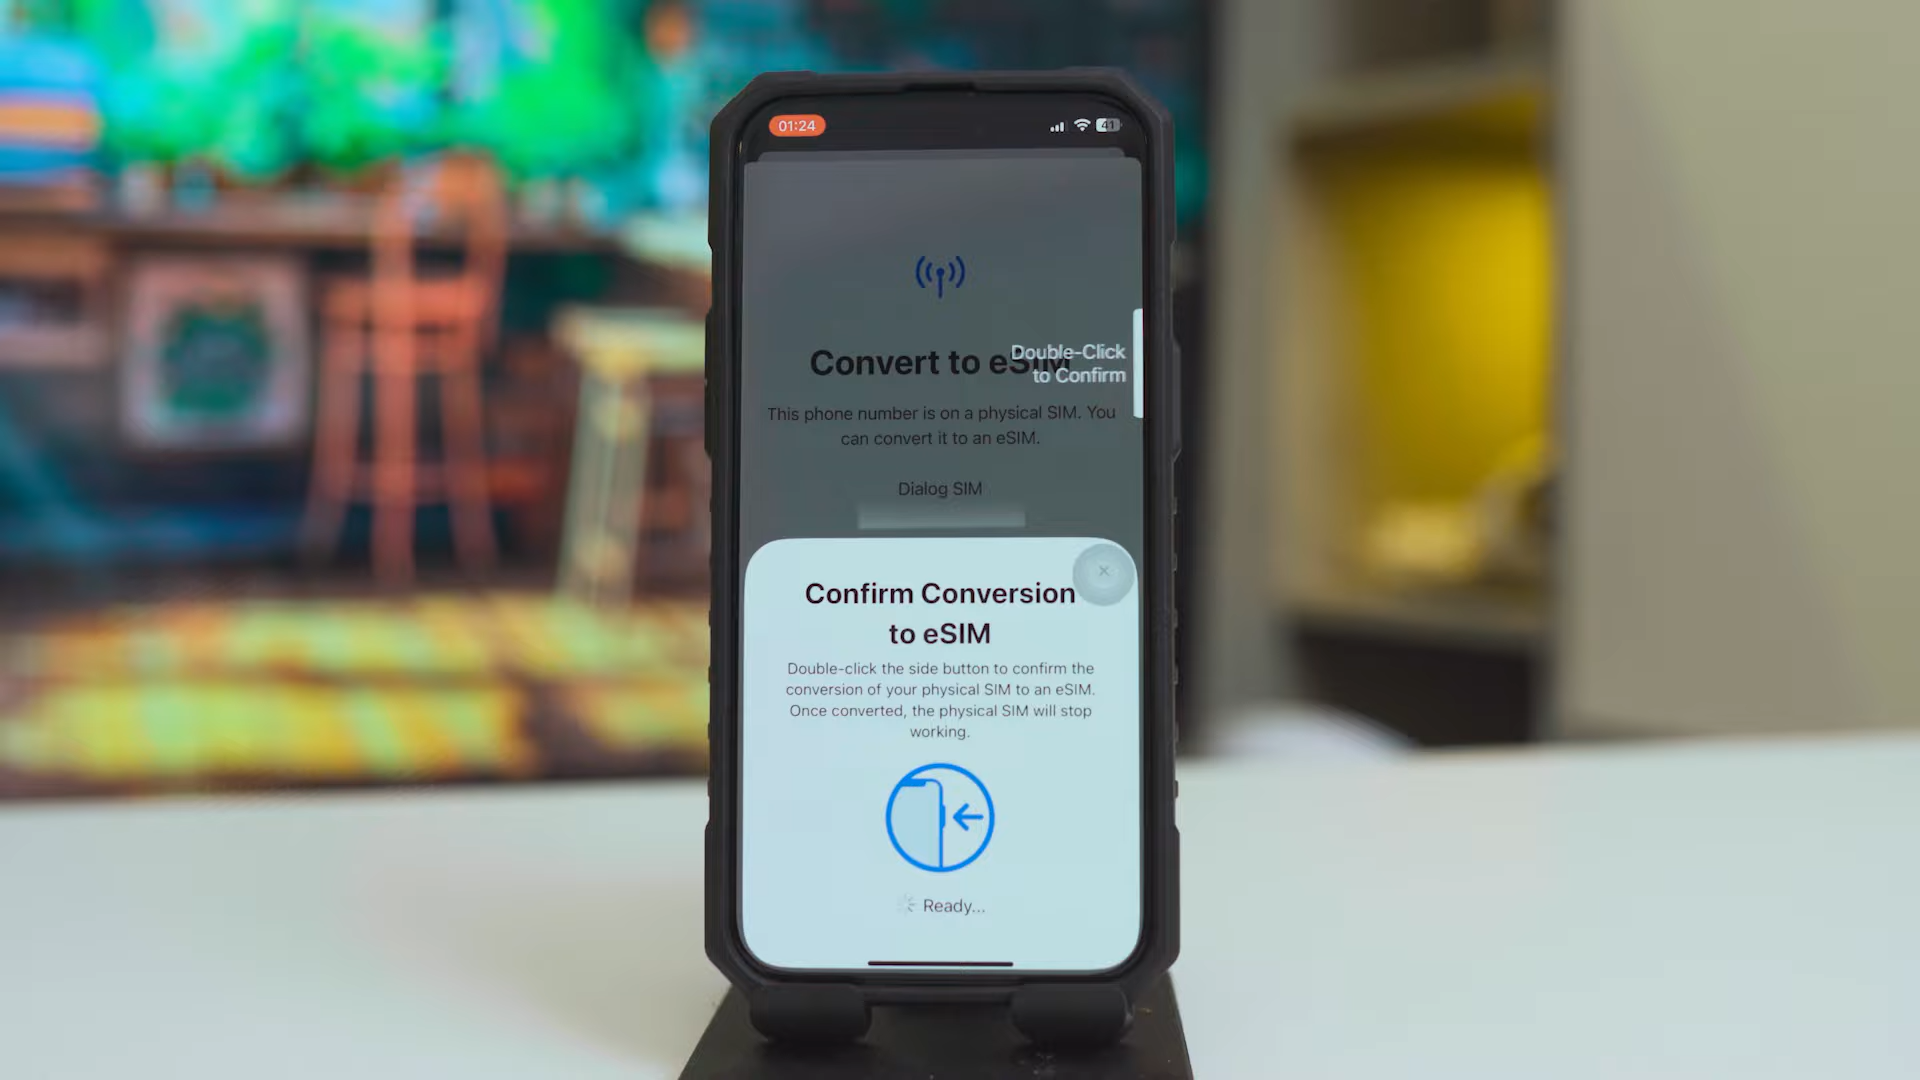 01:24
41
Convert to eSIM
Double-Click
to Confirm
This phone number is on a physical SIM. You
can convert it to an eSIM.
Dialog SIM
Confirm Conversion
to eSIM
Double-click the side button to confirm the
conversion of your physical SIM to an eSIM.
Once converted, the physical SIM will stop
working.
Ready...